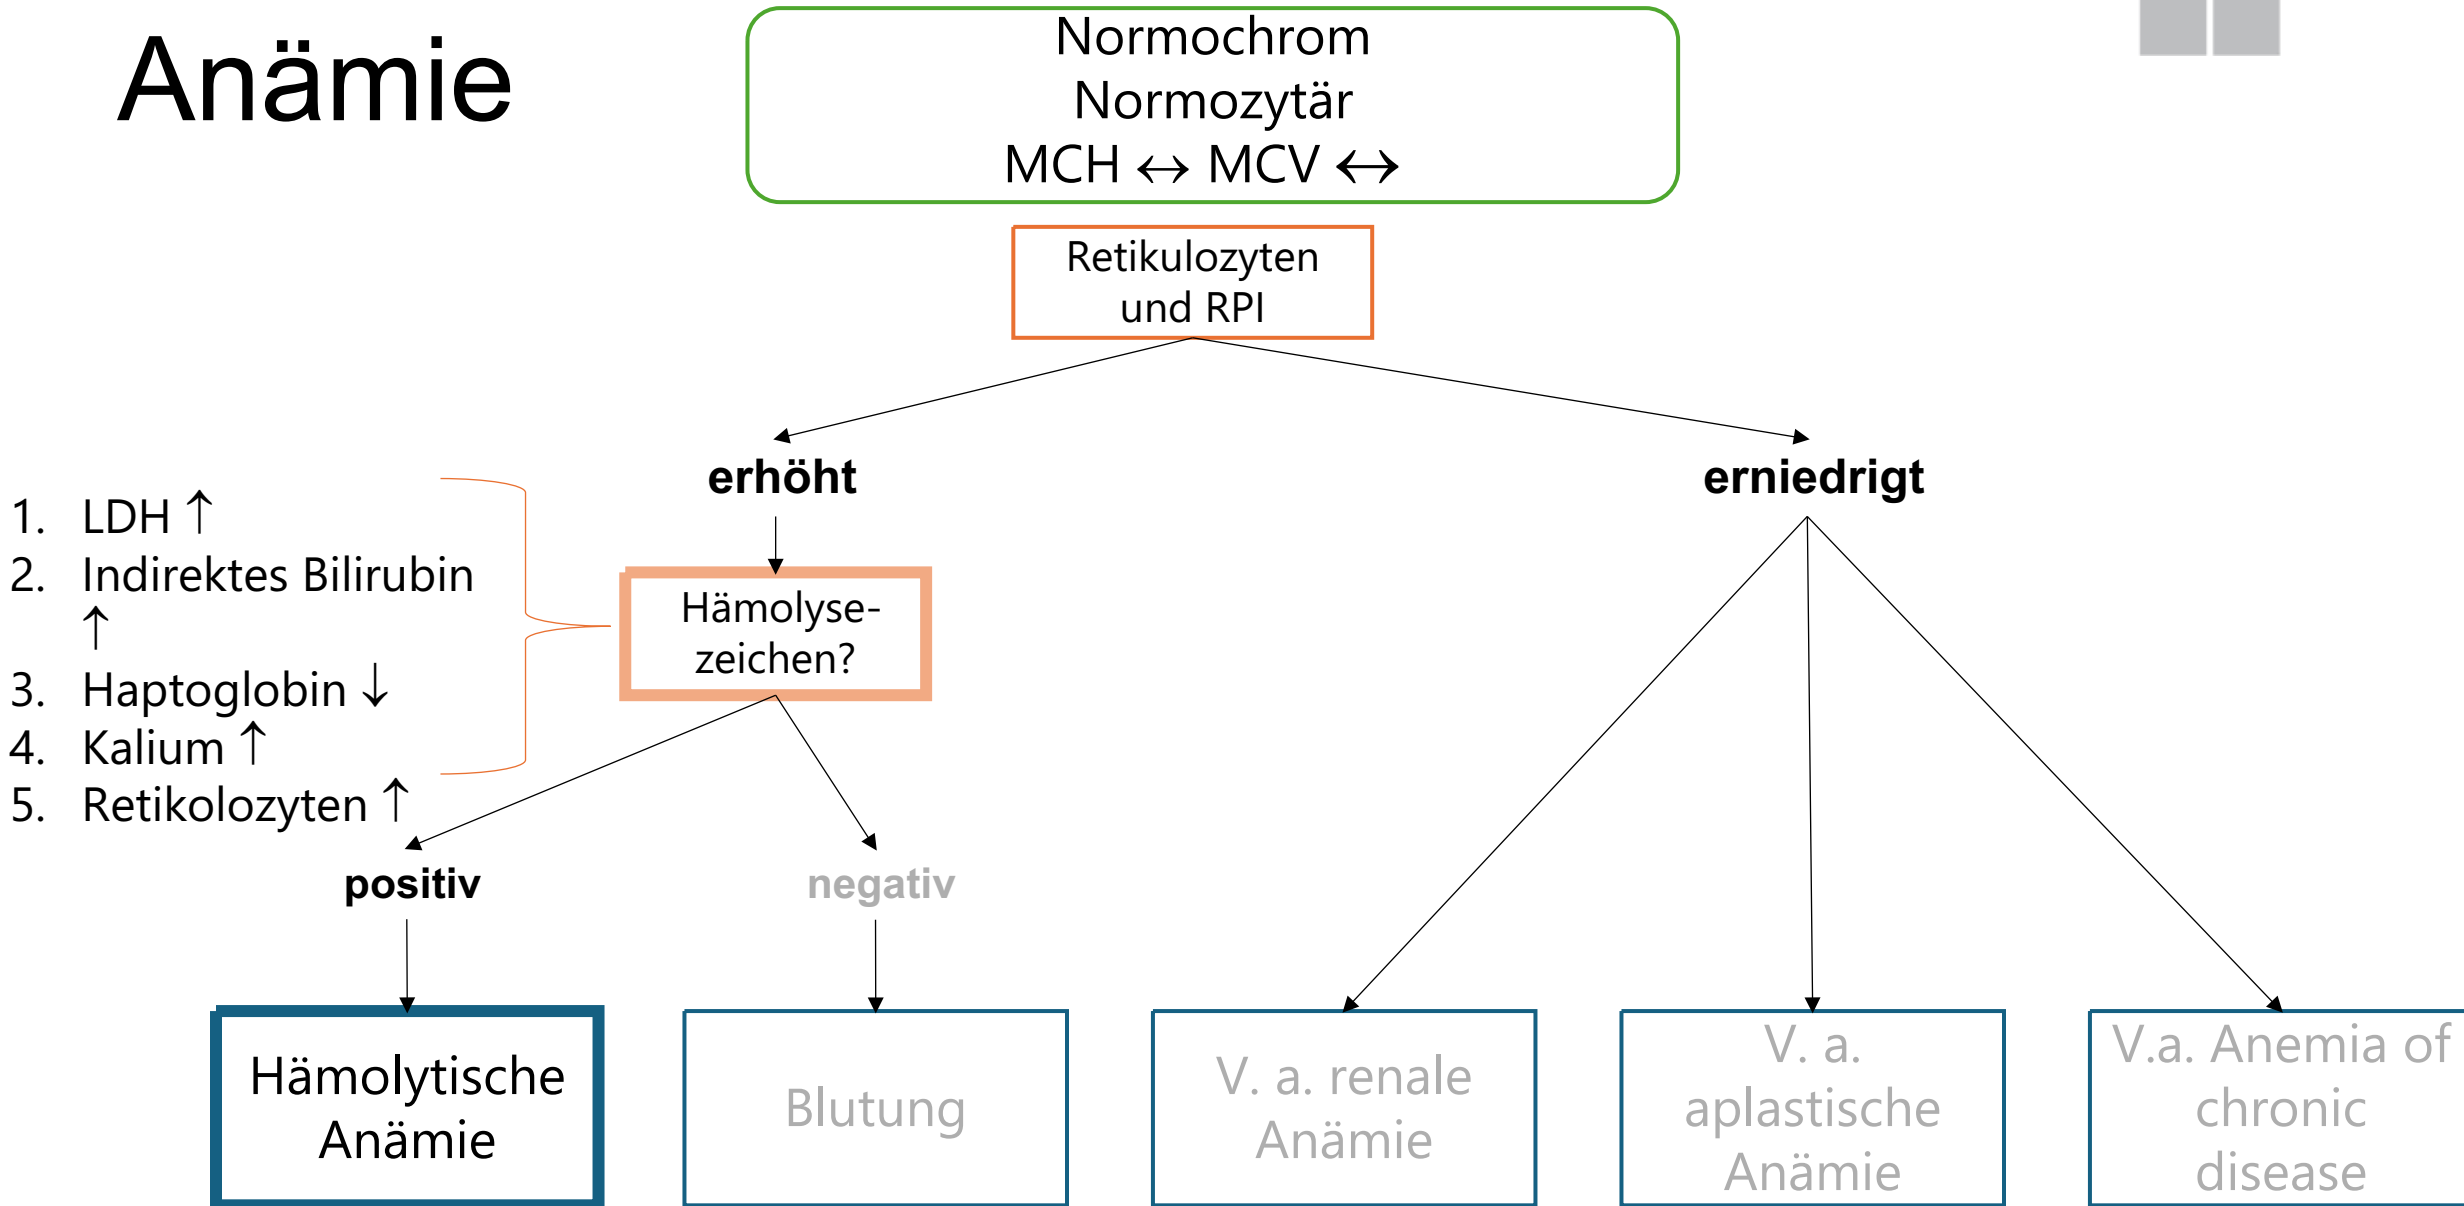 Anämie
Normochrom
Normozytär
MCH ↔ MCV ↔
Retikulozyten
und RPI
erhöht
erniedrigt
1. LDH ↑
2. Indirektes Bilirubin
↑
3. Haptoglobin ↓
4. Kalium ↑
5. Retikolozyten ↑
Hämolyse-
zeichen?
positiv
negativ
Hämolytische
Anämie
Blutung
V. a. renale
Anämie
V. a.
aplastische
Anämie
V.a. Anemia of
chronic
disease